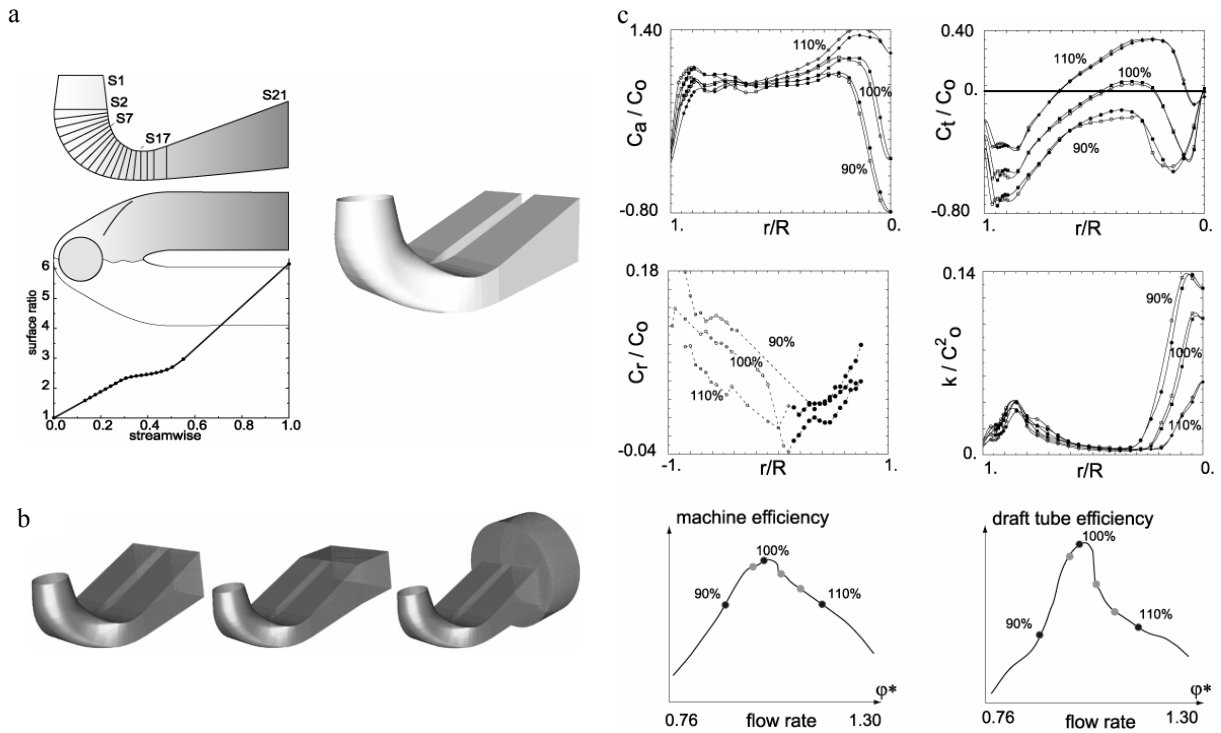 a
S1
S2
S7
S17
S21
6
5
4
3
2
1
surface ratio
0.0 0.2 0.4 0.6 0.8 1.0
streamwise
b
c
1.40
Ca / Co
-0.80
110%
100%
90%
1. r/R 0.
0.40
Ct / Co
0.
-0.80
110%
100%
90%
1. r/R 0.
0.18
Cr / Co
-0.04
90%
100%
110%
-1. r/R 1.
0.14
k / C²o
0.
90%
100%
110%
1. r/R 0.
machine efficiency
100%
90%
110%
φ*
0.76 flow rate 1.30
draft tube efficiency
100%
90%
110%
φ*
0.76 flow rate 1.30